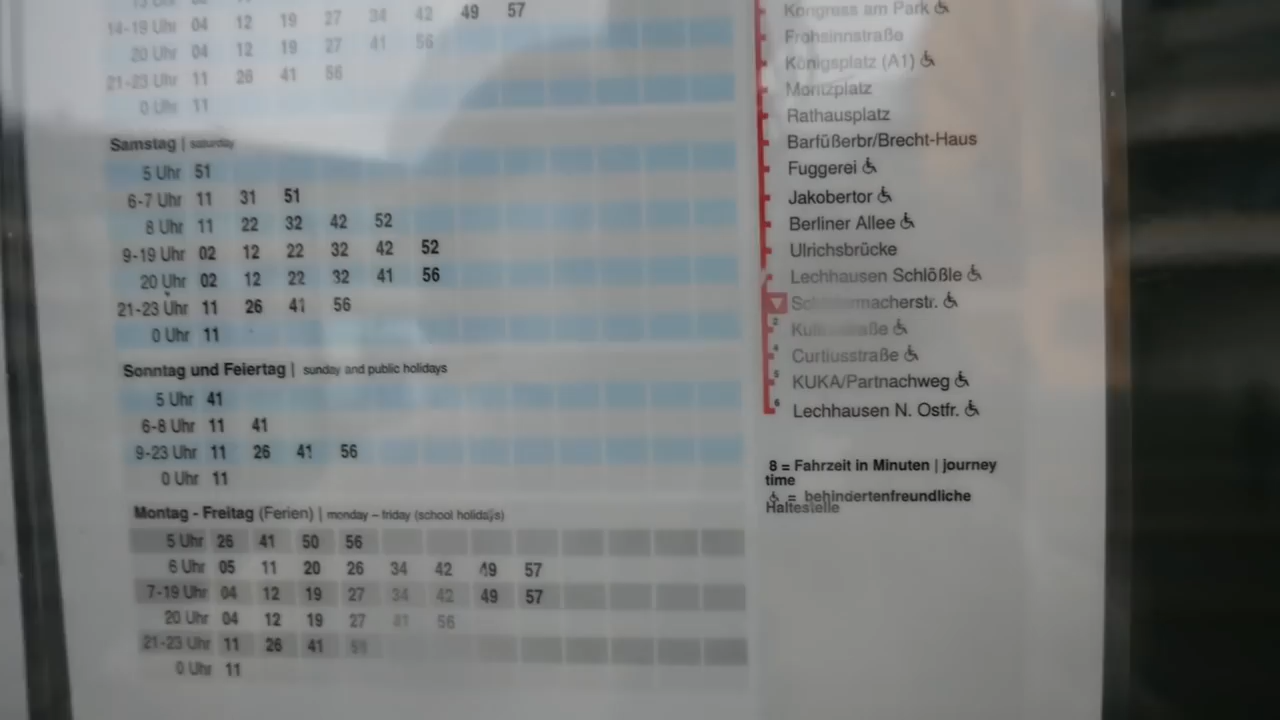 14-19 Uhr 04 12 19 27 34 42 49 57
20 Uhr 04 12 19 27 41 56
21-23 Uhr 11 26 41 56
0 Uhr 11
Samstag | saturday
5 Uhr 51
6-7 Uhr 11 31 51
8 Uhr 11 22 32 42 52
9-19 Uhr 02 12 22 32 42 52
20 Uhr 02 12 22 32 41 56
21-23 Uhr 11 26 41 56
0 Uhr 11
Sonntag und Feiertag | sunday and public holidays
5 Uhr 41
6-8 Uhr 11 41
9-23 Uhr 11 26 41 56
0 Uhr 11
Montag - Freitag (Ferien) | monday – friday (school holidays)
5 Uhr 26 41 50 56
6 Uhr 05 11 20 26 34 42 49 57
7-19 Uhr 04 12 19 27 34 42 49 57
20 Uhr 04 12 19 27 41 56
21-23 Uhr 11 26 41 56
0 Uhr 11
Kongress am Park
Frohsinnstraße
Königsplatz (A1)
Moritzplatz
Rathausplatz
Barfüßerbr/Brecht-Haus
Fuggerei
Jakobertor
Berliner Allee
Ulrichsbrücke
Lechhausen Schlößle
2
4 Curtiusstraße
5 KUKA/Partnachweg
6 Lechhausen N. Ostfr.
8 = Fahrzeit in Minuten | journey
time
= behindertenfreundliche
Haltestelle